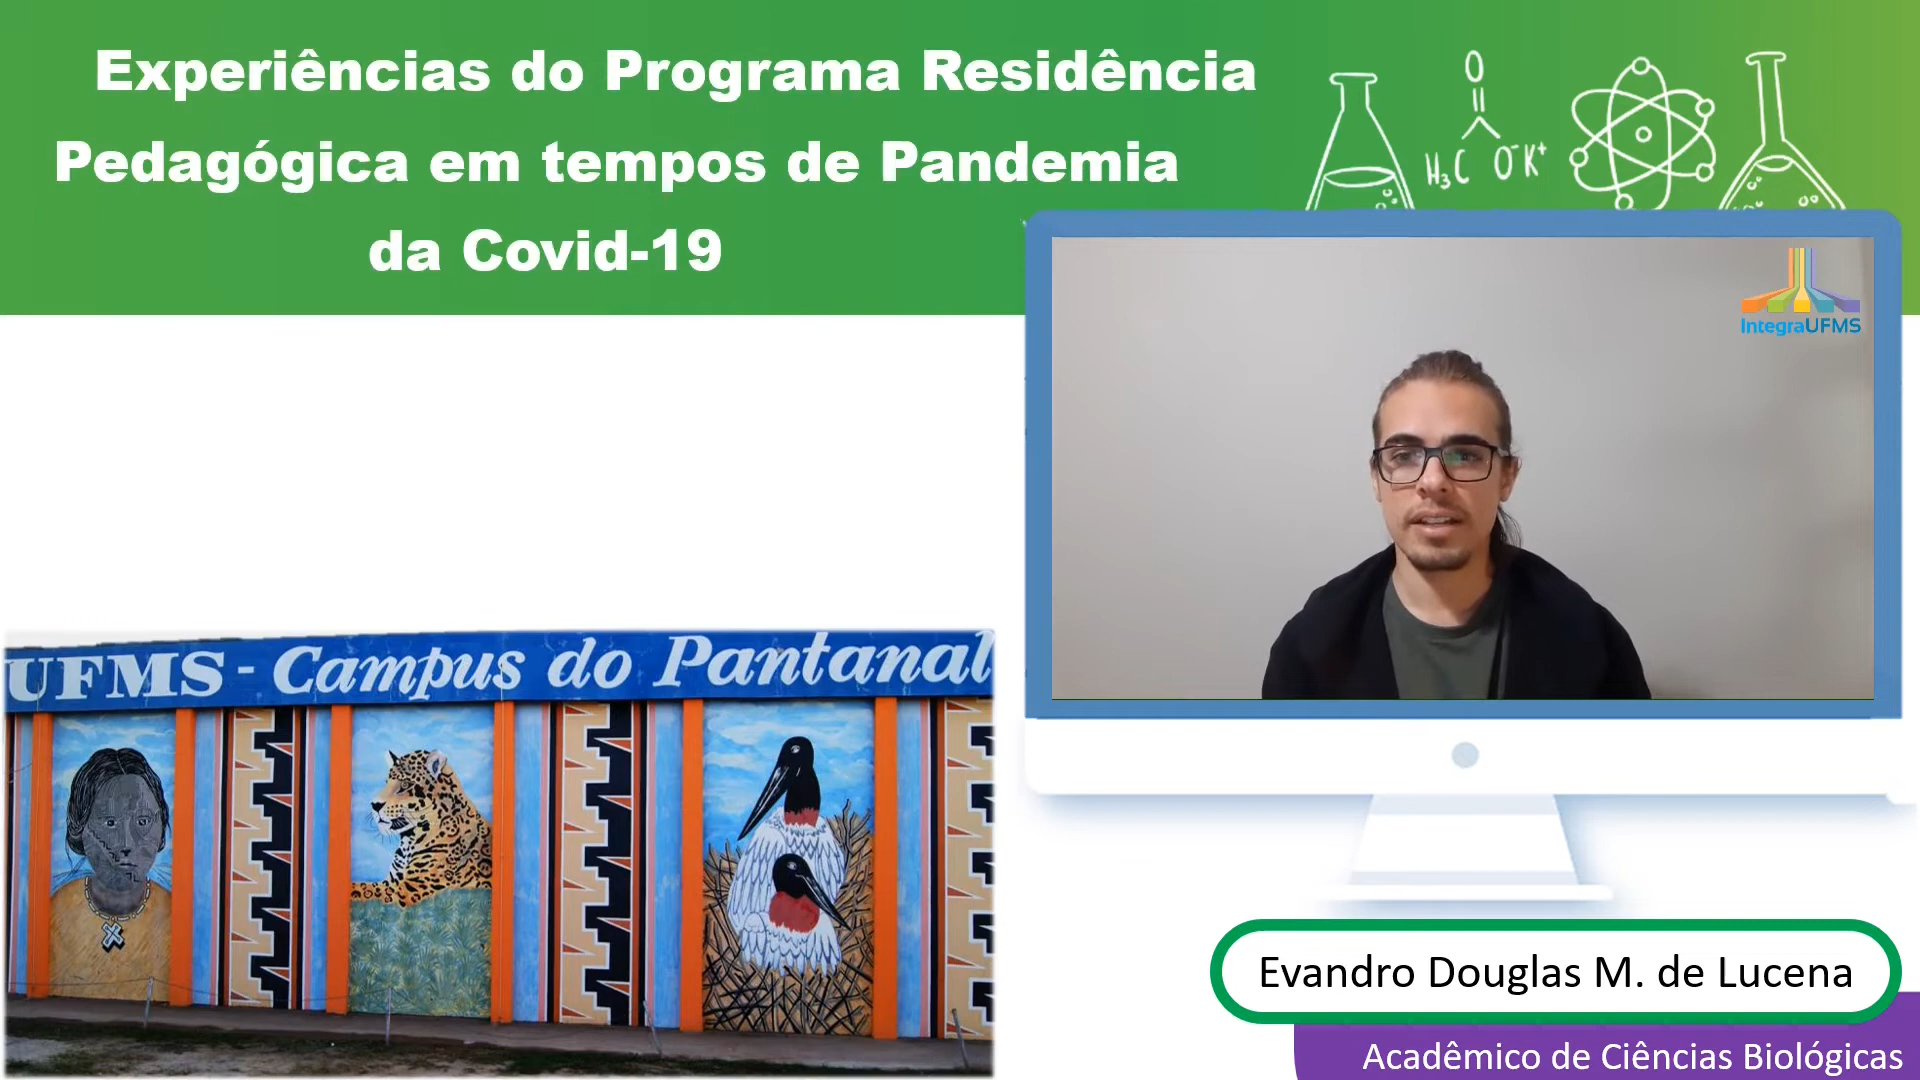 Experiências do Programa Residência
Pedagógica em tempos de Pandemia
da Covid-19
O
H₃C O⁻K⁺
IntegraUFMS
UFMS - Campus do Pantanal
Evandro Douglas M. de Lucena
Acadêmico de Ciências Biológicas